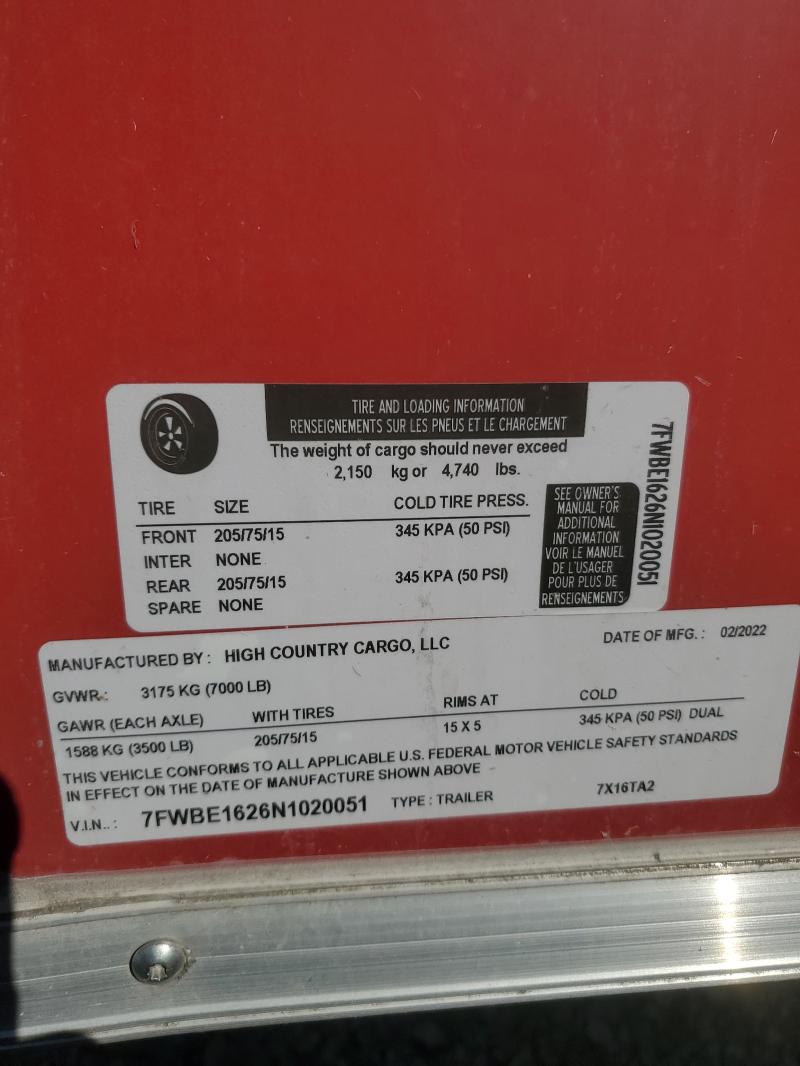 TIRE AND LOADING INFORMATION
RENSEIGNEMENTS SUR LES PNEUS ET LE CHARGEMENT
The weight of cargo should never exceed
2,150 kg or 4,740 lbs.
TIRE SIZE COLD TIRE PRESS.
FRONT 205/75/15 345 KPA (50 PSI)
INTER NONE
REAR 205/75/15 345 KPA (50 PSI)
SPARE NONE
SEE OWNER'S
MANUAL FOR
ADDITIONAL
INFORMATION
VOIR LE MANUEL
DE L'USAGER
POUR PLUS DE
RENSEIGNEMENTS
7FWBE1626N1020051
MANUFACTURED BY: HIGH COUNTRY CARGO, LLC DATE OF MFG.: 02/2022
GVWR: 3175 KG (7000 LB)
GAWR (EACH AXLE) WITH TIRES RIMS AT COLD
1588 KG (3500 LB) 205/75/15 15 X 5 345 KPA (50 PSI) DUAL
THIS VEHICLE CONFORMS TO ALL APPLICABLE U.S. FEDERAL MOTOR VEHICLE SAFETY STANDARDS
IN EFFECT ON THE DATE OF MANUFACTURE SHOWN ABOVE
V.I.N..: 7FWBE1626N1020051 TYPE: TRAILER 7X16TA2